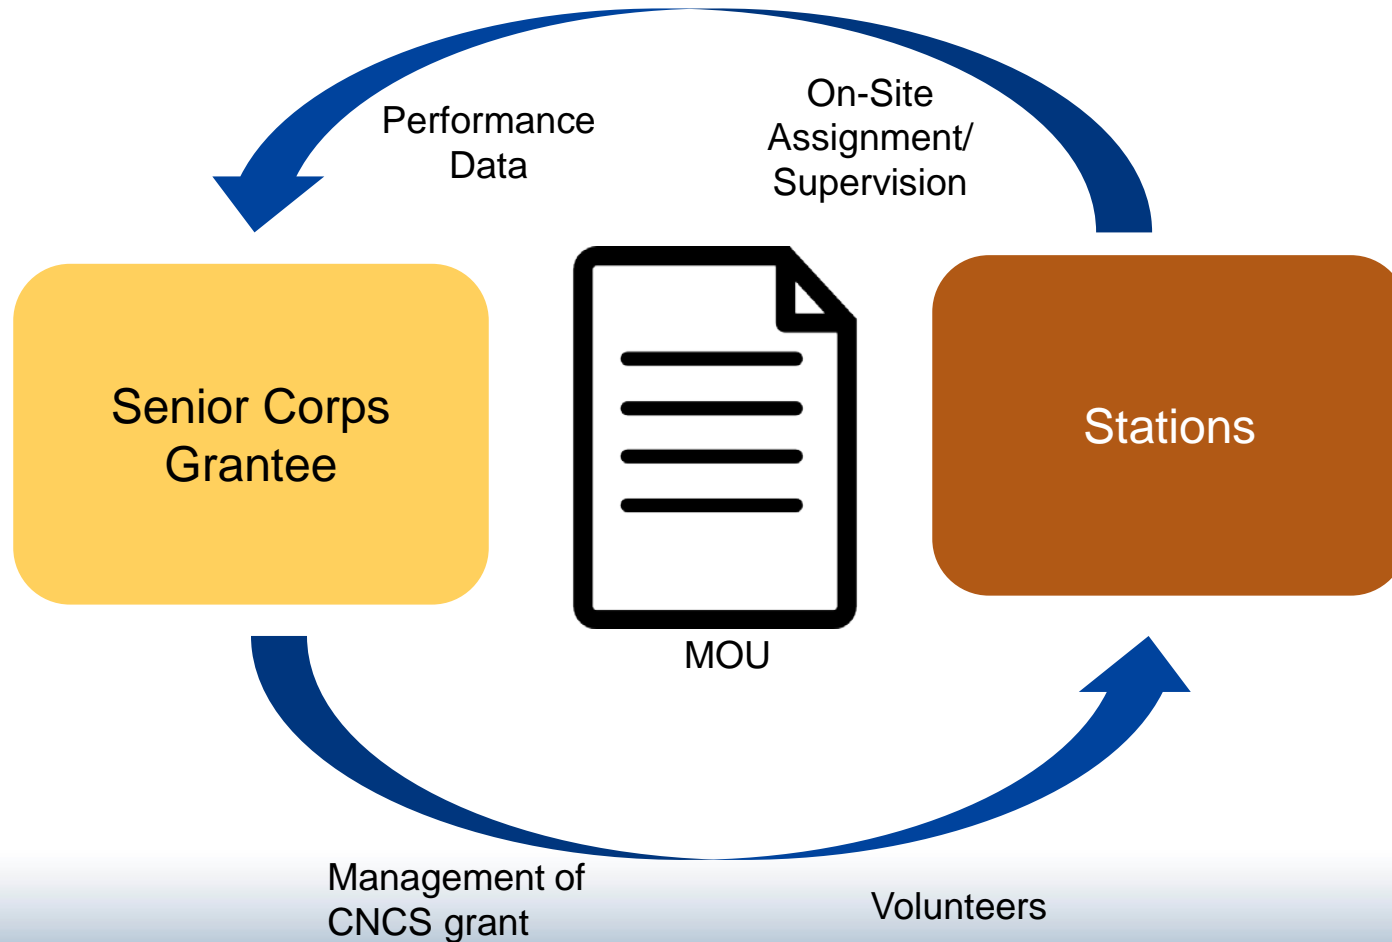 Performance
Data
On-Site
Assignment/
Supervision
Senior Corps
Grantee
Stations
MOU
Management of
CNCS grant
Volunteers